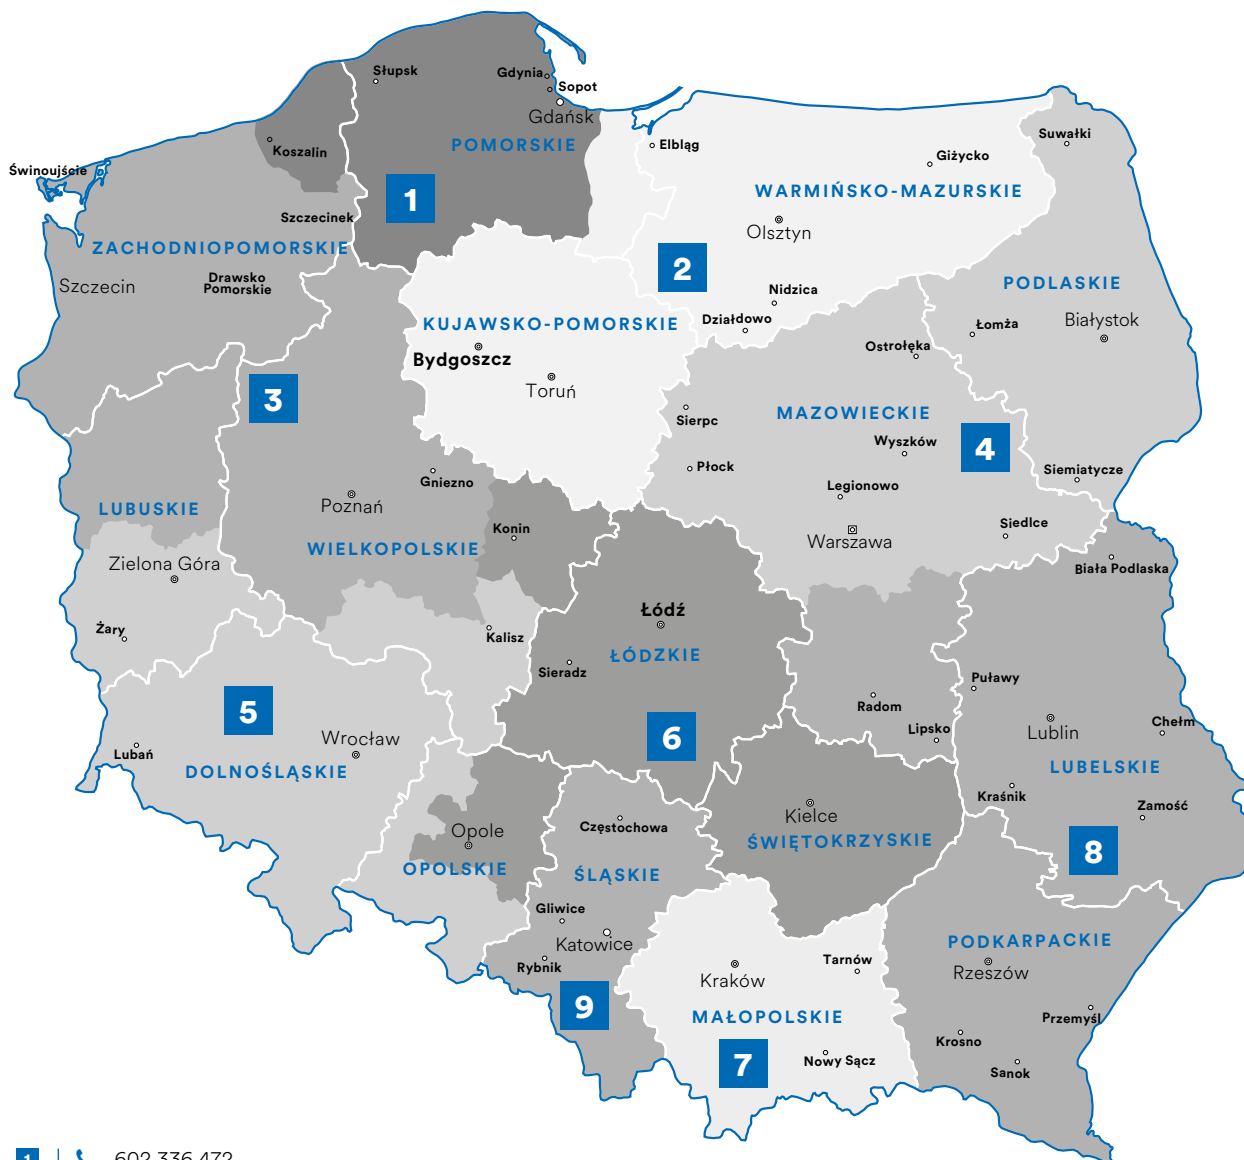 Słupsk
Gdynia
Sopot
Gdańsk
POMORSKIE
Koszalin
Elbląg
Suwałki
Giżycko
Świnoujście
1
WARMIŃSKO-MAZURSKIE
Szczecinek
Olsztyn
ZACHODNIOPOMORSKIE
2
Szczecin
Drawsko
Pomorskie
Nidzica
PODLASKIE
KUJAWSKO-POMORSKIE
Działdowo
Łomża
Białystok
Bydgoszcz
Ostrołęka
Toruń
3
Sierpc
MAZOWIECKIE
Wyszków
4
Płock
Siemiatycze
Gniezno
Legionowo
LUBUSKIE
Poznań
Konin
Siedlce
WIELKOPOLSKIE
Warszawa
Zielona Góra
Biała Podlaska
Łódź
Żary
Kalisz
ŁÓDZKIE
Sieradz
Puławy
5
Radom
Lipsko
Chełm
Lublin
Wrocław
6
Lubań
DOLNOŚLĄSKIE
LUBELSKIE
Kraśnik
Zamość
Opole
Częstochowa
Kielce
ŚWIĘTOKRZYSKIE
8
OPOLSKIE
ŚLĄSKIE
Gliwice
Katowice
PODKARPACKIE
Rybnik
Tarnów
Rzeszów
Kraków
9
MAŁOPOLSKIE
Przemyśl
Krosno
7
Nowy Sącz
Sanok
1 602 336 472